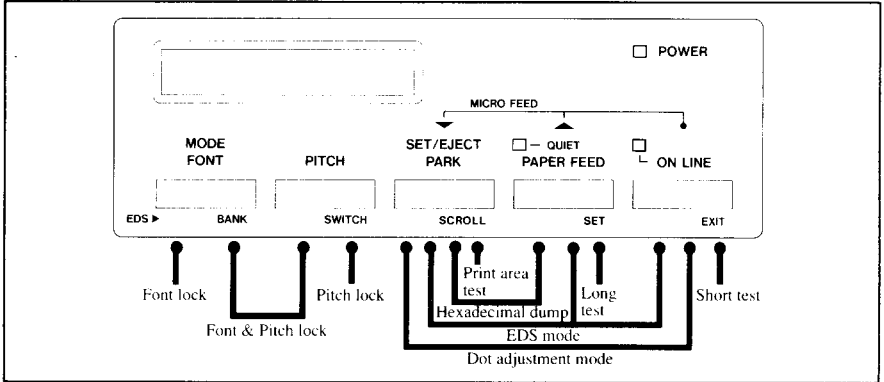 POWER
MICRO FEED
MODE
FONT
PITCH
SET/EJECT
PARK
QUIET
PAPER FEED
ON LINE
EDS
BANK
SWITCH
SCROLL
SET
EXIT
Font lock
Font & Pitch lock
Pitch lock
Print area
test
Hexadecimal dump
Long
test
EDS mode
Dot adjustment mode
Short test